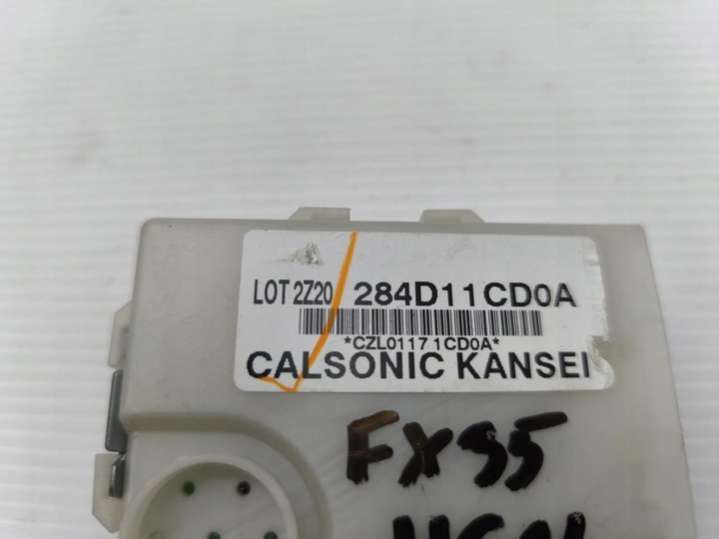 LOT 2Z20 284D11CD0A
*CZL0117 1CD0A*
CALSONIC KANSEI
FX35